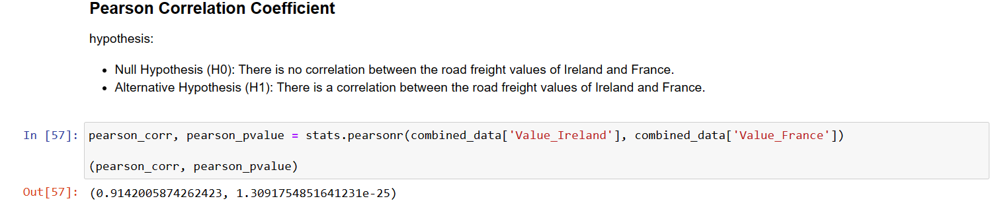 Pearson Correlation Coefficient
hypothesis:
• Null Hypothesis (H0): There is no correlation between the road freight values of Ireland and France.
• Alternative Hypothesis (H1): There is a correlation between the road freight values of Ireland and France.
In [57]: pearson_corr, pearson_pvalue = stats.pearsonr(combined_data['Value_Ireland'], combined_data['Value_France'])
(pearson_corr, pearson_pvalue)
Out[57]: (0.9142005874262423, 1.3091754851641231e-25)